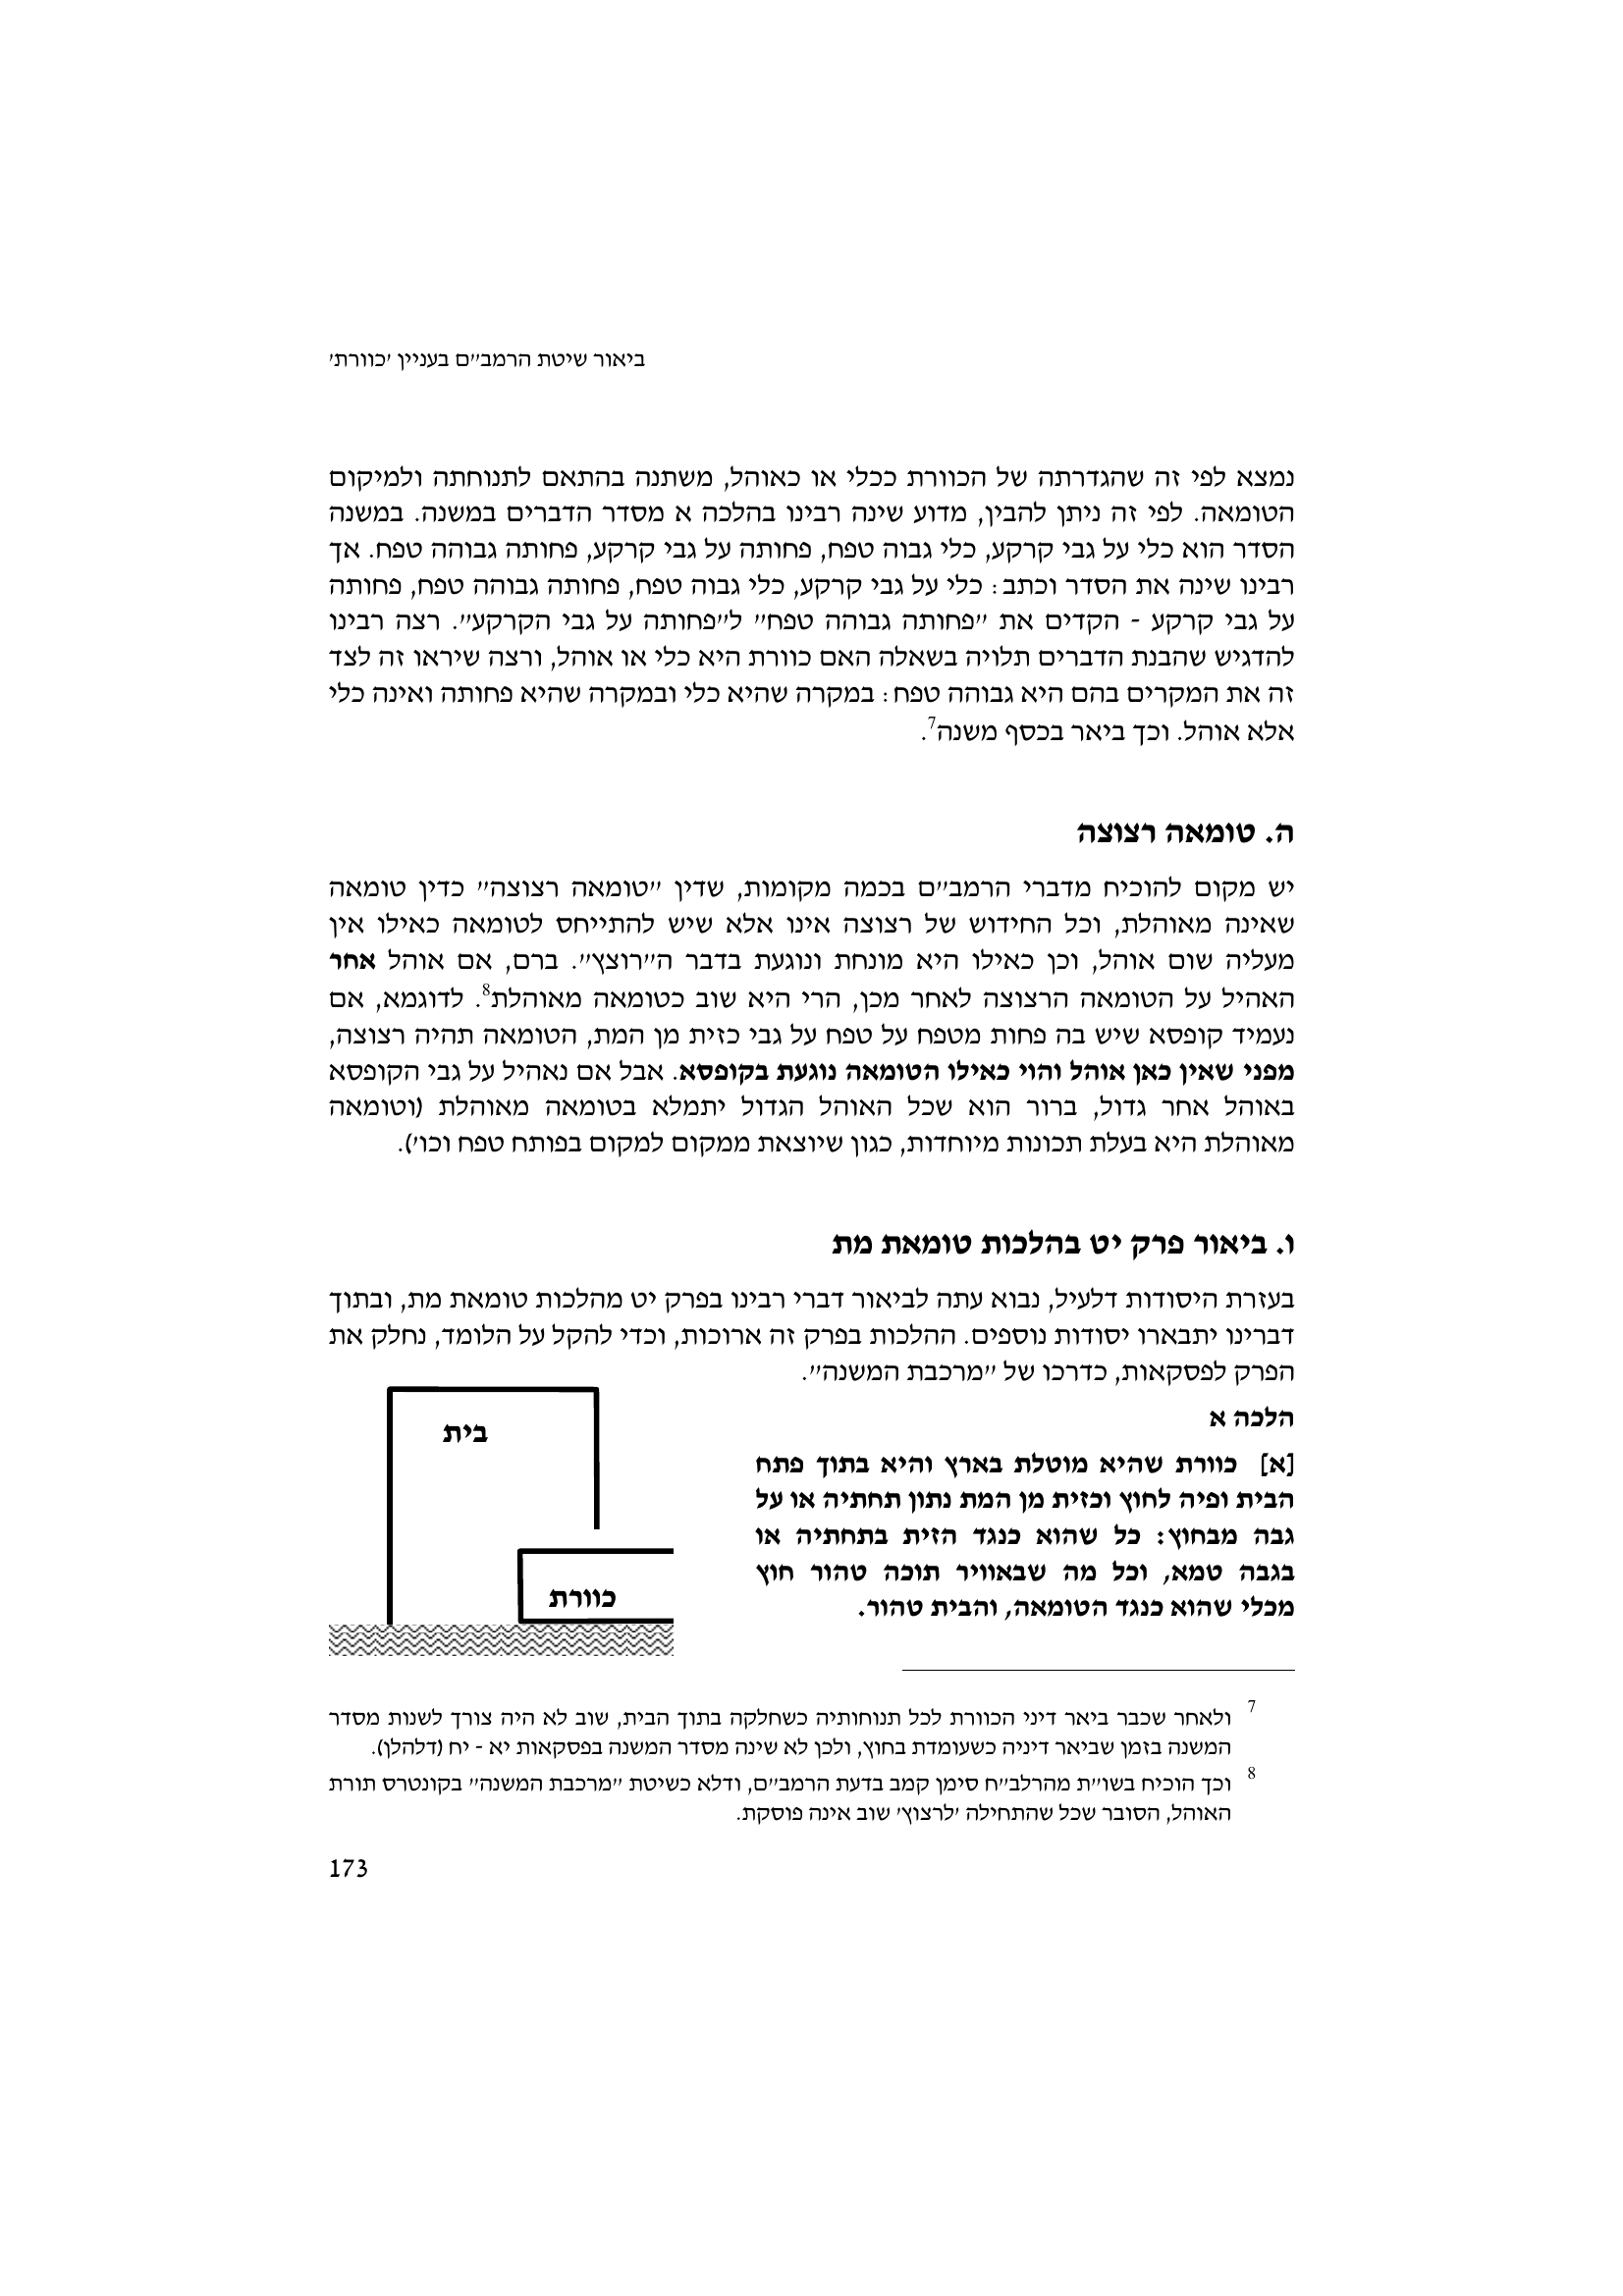 ביאור שיטת הרמב"ם בעניין 'כוורת'
נמצא לפי זה שהגדרתה של הכוורת ככלי או כאוהל, משתנה בהתאם לתנוחתה ולמיקום
הטומאה. לפי זה ניתן להבין, מדוע שינה רבינו בהלכה א מסדר הדברים במשנה. במשנה
הסדר הוא כלי על גבי קרקע, כלי גבוה טפח, פחותה על גבי קרקע, פחותה גבוהה טפח. אך
רבינו שינה את הסדר וכתב: כלי על גבי קרקע, כלי גבוה טפח, פחותה גבוהה טפח, פחותה
על גבי קרקע - הקדים את "פחותה גבוהה טפח" ל"פחותה על גבי הקרקע". רצה רבינו
להדגיש שהבנת הדברים תלויה בשאלה האם כוורת היא כלי או אוהל, ורצה שיראו זה לצד
זה את המקרים בהם היא גבוהה טפח: במקרה שהיא כלי ובמקרה שהיא פחותה ואינה כלי
אלא אוהל. וכך ביאר בכסף משנה7.
ה. טומאה רצוצה
יש מקום להוכיח מדברי הרמב"ם בכמה מקומות, שדין "טומאה רצוצה" כדין טומאה
שאינה מאוהלת, וכל החידוש של רצוצה אינו אלא שיש להתייחס לטומאה כאילו אין
מעליה שום אוהל, וכן כאילו היא מונחת ונוגעת בדבר ה"רוצץ". ברם, אם אוהל אחר
האהיל על הטומאה הרצוצה לאחר מכן, הרי היא שוב כטומאה מאוהלת8. לדוגמא, אם
נעמיד קופסא שיש בה פחות מטפח על טפח על גבי כזית מן המת, הטומאה תהיה רצוצה,
מפני שאין כאן אוהל והוי כאילו הטומאה נוגעת בקופסא. אבל אם נאהיל על גבי הקופסא
באוהל אחר גדול, ברור הוא שכל האוהל הגדול יתמלא בטומאה מאוהלת (וטומאה
מאוהלת היא בעלת תכונות מיוחדות, כגון שיוצאת ממקום למקום בפותח טפח וכו').
ו. ביאור פרק יט בהלכות טומאת מת
בעזרת היסודות דלעיל, נבוא עתה לביאור דברי רבינו בפרק יט מהלכות טומאת מת, ובתוך
דברינו יתבארו יסודות נוספים. ההלכות בפרק זה ארוכות, וכדי להקל על הלומד, נחלק את
הפרק לפסקאות, כדרכו של "מרכבת המשנה".
הלכה א
[א] כוורת שהיא מוטלת בארץ והיא בתוך פתח
הבית ופיה לחוץ וכזית מן המת נתון תחתיה או על
גבה מבחוץ: כל שהוא כנגד הזית בתחתיה או
בגבה טמא, וכל מה שבאוויר תוכה טהור חוץ
מכלי שהוא כנגד הטומאה, והבית טהור.
בית
כוורת
7 ולאחר שכבר ביאר דיני הכוורת לכל תנוחותיה כשחלקה בתוך הבית, שוב לא היה צורך לשנות מסדר
המשנה בזמן שביאר דיניה כשעומדת בחוץ, ולכן לא שינה מסדר המשנה בפסקאות יא - יח (דלהלן).
8 וכך הוכיח בשו"ת מהרלב"ח סימן קמב בדעת הרמב"ם, ודלא כשיטת "מרכבת המשנה" בקונטרס תורת
האוהל, הסובר שכל שהתחילה 'לרצוץ' שוב אינה פוסקת.
173